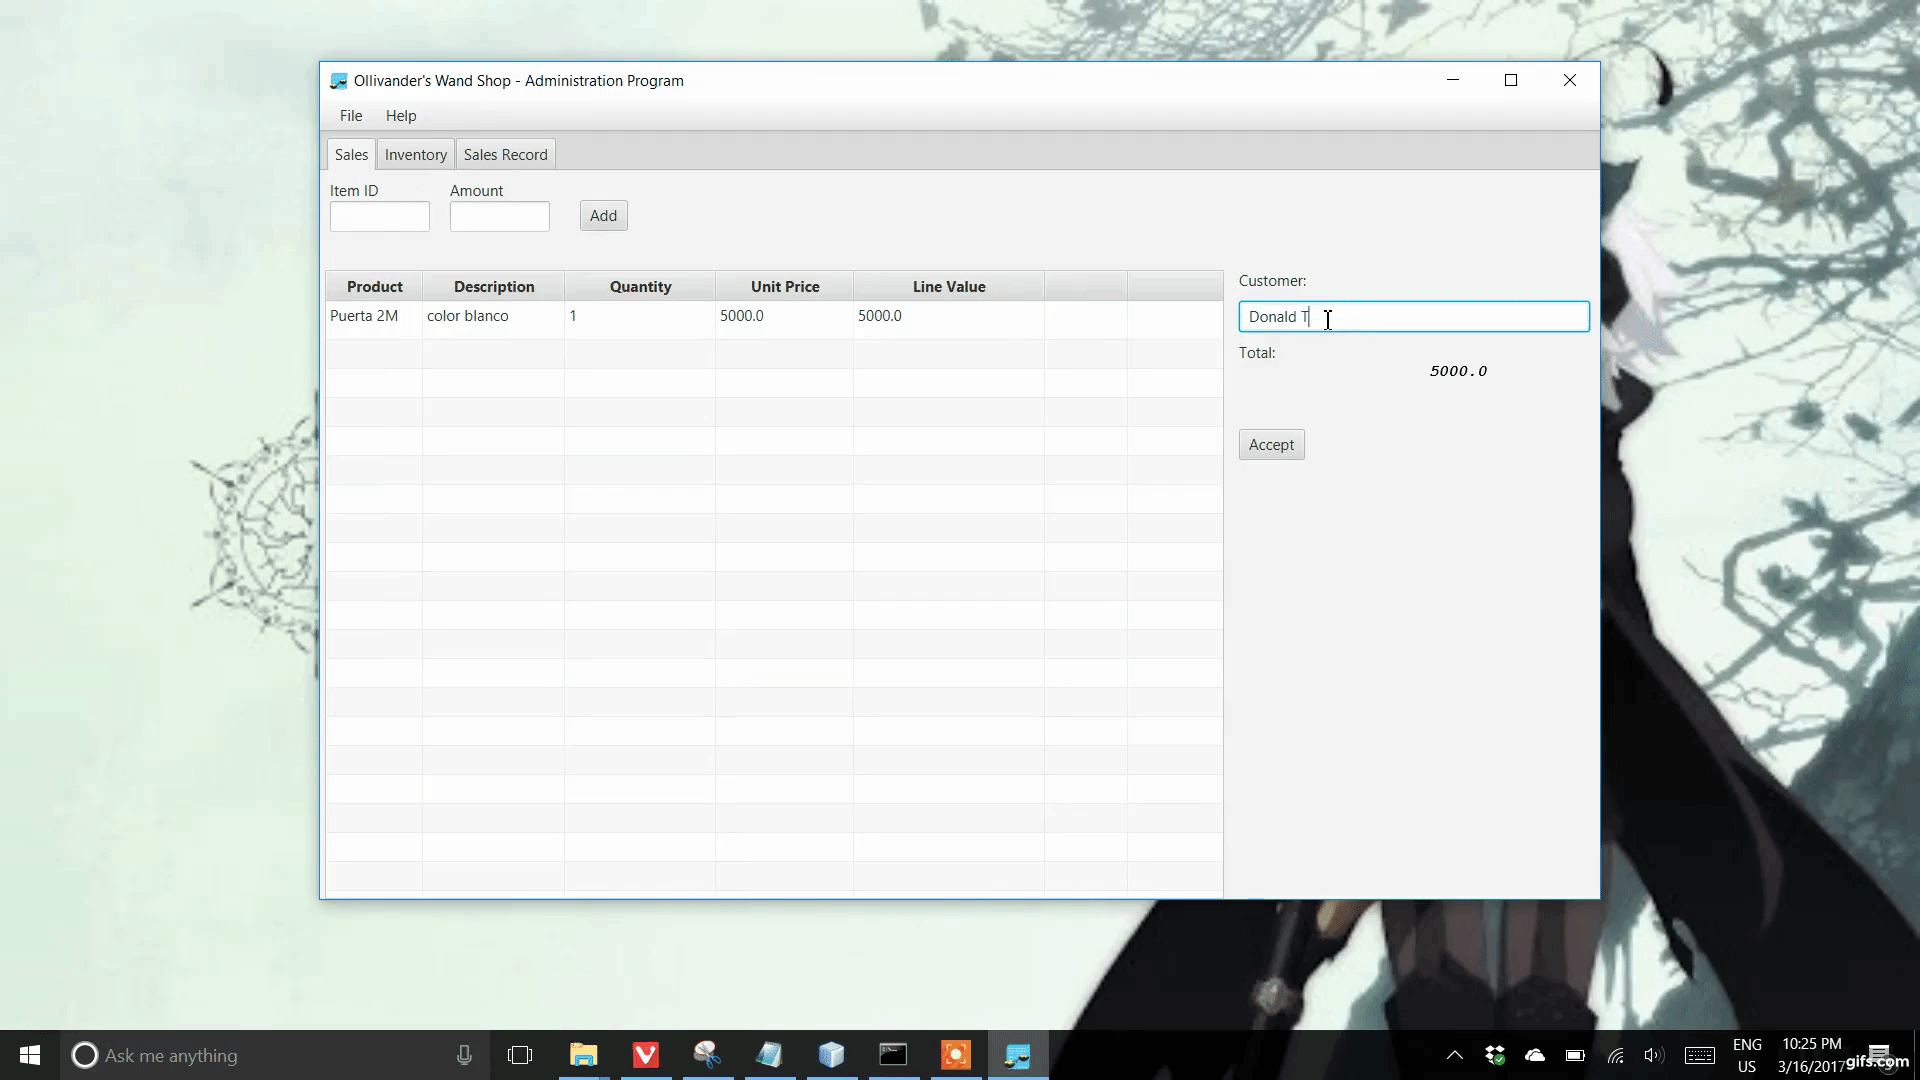 Ollivander's Wand Shop - Administration Program
File Help
Sales Inventory Sales Record
Item ID Amount
Add
Product Description Quantity Unit Price Line Value
Puerta 2M color blanco 1 5000.0 5000.0
Customer:
Donald T
Total:
5000.0
Accept
Ask me anything
ENG
US
10:25 PM
3/16/2017
gifs.com